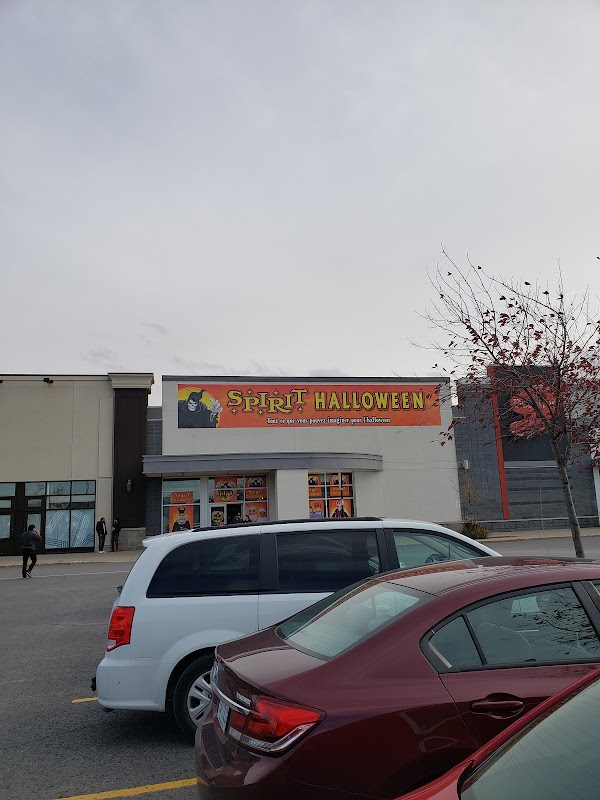 SPIRIT HALLOWEEN
Tout ce que vous pouvez imaginer pour l'halloween